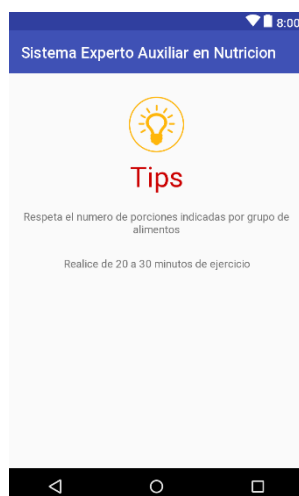 8:00
Sistema Experto Auxiliar en Nutricion
Tips
Respeta el numero de porciones indicadas por grupo de
alimentos
Realice de 20 a 30 minutos de ejercicio